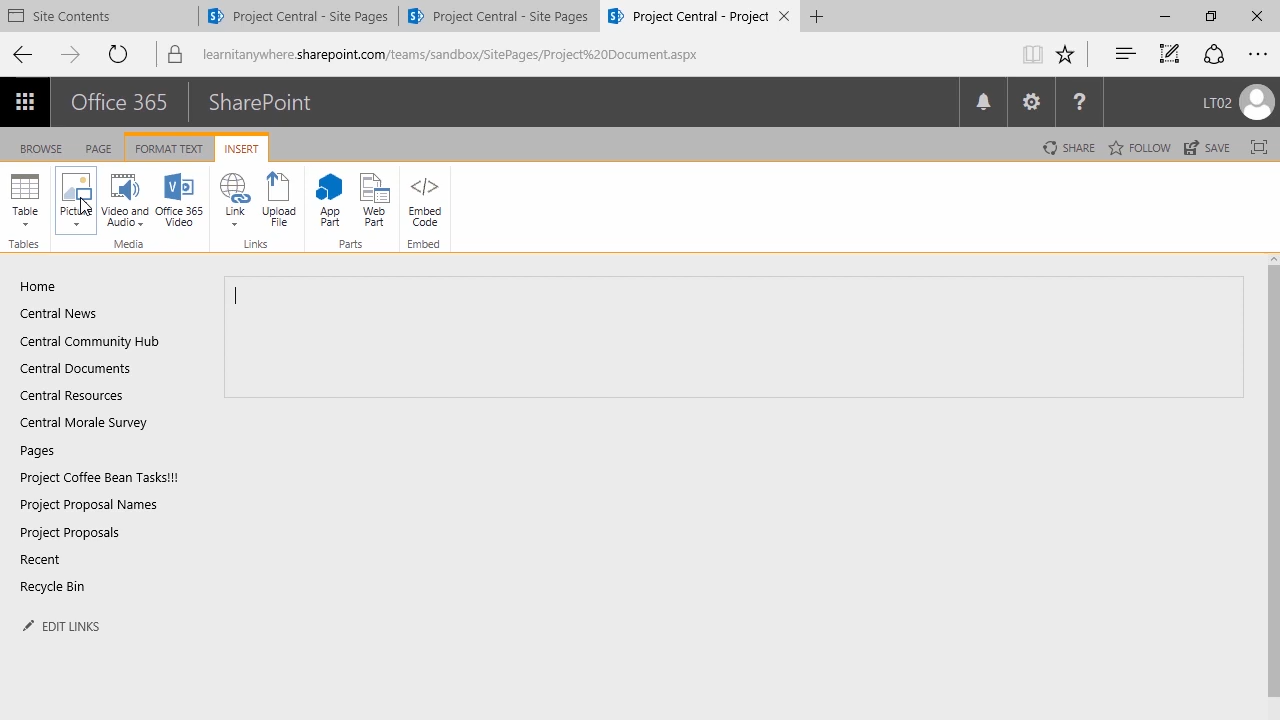 Site Contents
Project Central - Site Pages
Project Central - Site Pages
Project Central - Project
learnitanywhere.sharepoint.com/teams/sandbox/SitePages/Project%20Document.aspx
Office 365
SharePoint
?
LT02
BROWSE
PAGE
FORMAT TEXT
INSERT
SHARE
FOLLOW
SAVE
Table
Picture
Video and
Audio
Office 365
Video
Link
Upload
File
App
Part
Web
Part
Embed
Code
Tables
Media
Links
Parts
Embed
Home
Central News
Central Community Hub
Central Documents
Central Resources
Central Morale Survey
Pages
Project Coffee Bean Tasks!!!
Project Proposal Names
Project Proposals
Recent
Recycle Bin
EDIT LINKS